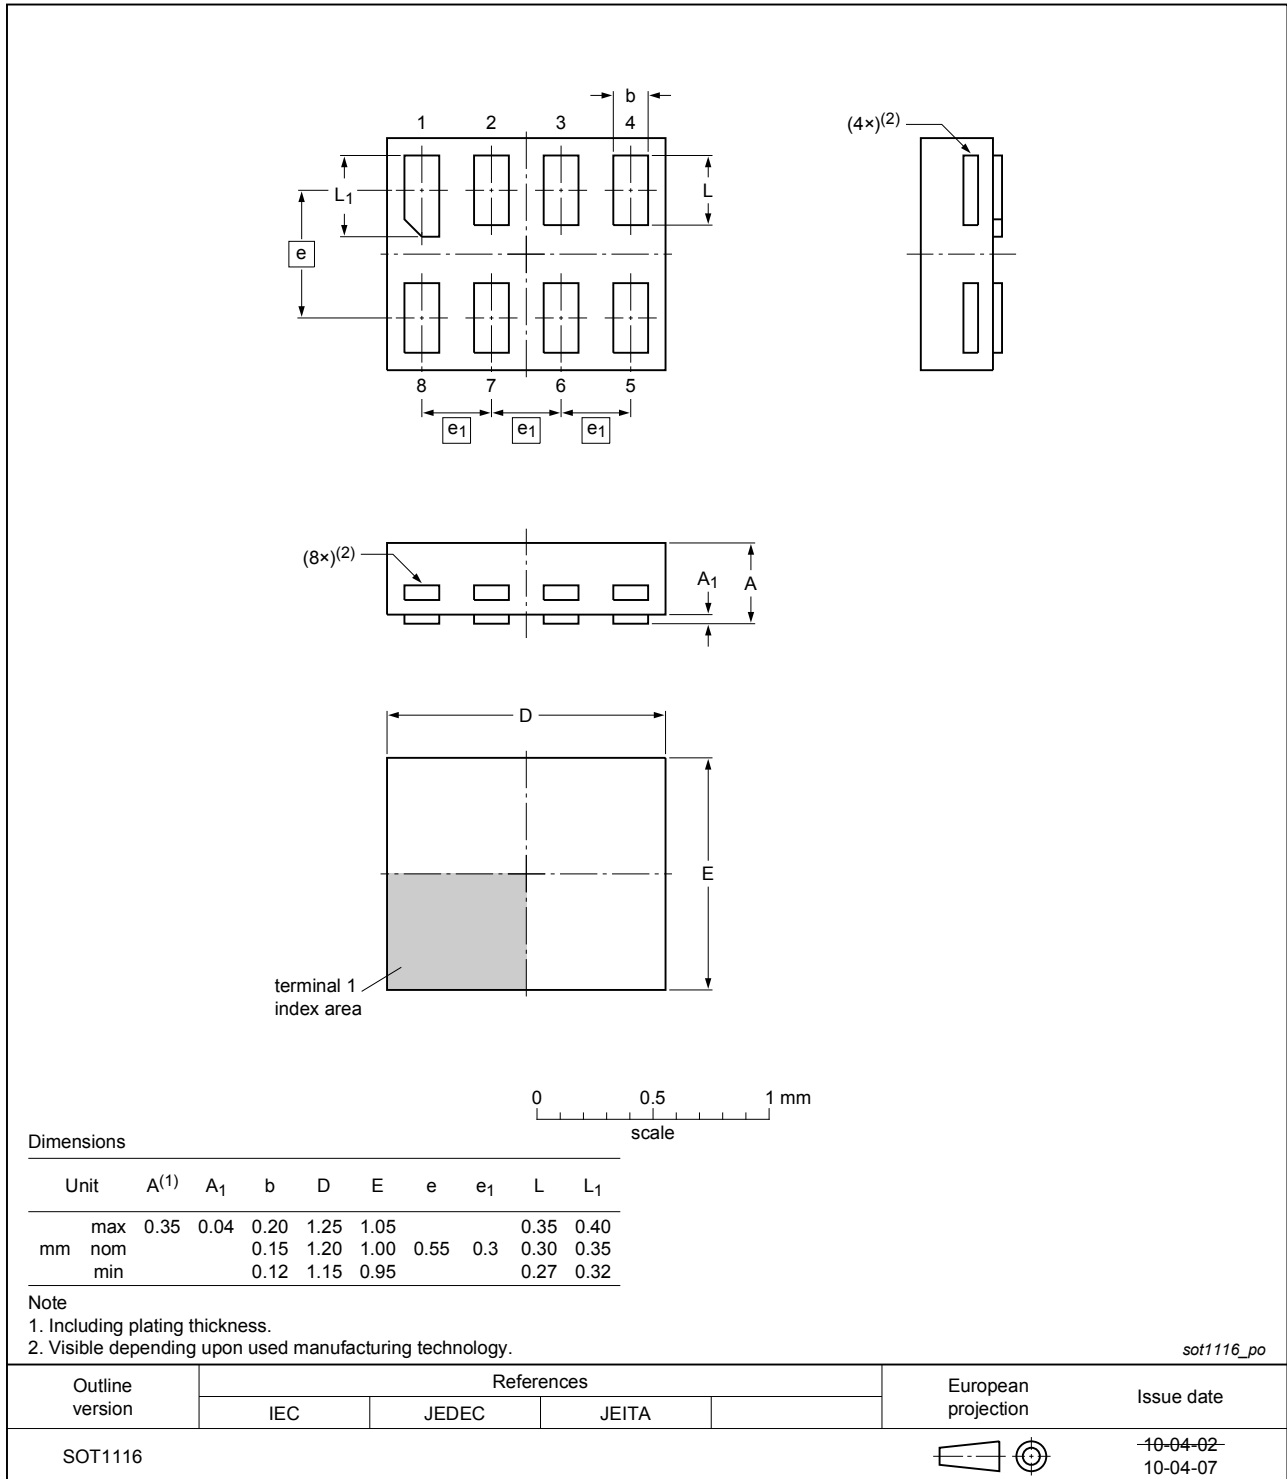 b
1 2 3 4
(4×)(2)
L1
L
e
8 7 6 5
e1 e1 e1
(8×)(2)
A1 A
D
E
terminal 1
index area
0 0.5 1 mm
scale
Dimensions
Unit A(1) A1 b D E e e1 L L1
max 0.35 0.04 0.20 1.25 1.05 0.35 0.40
mm nom 0.15 1.20 1.00 0.55 0.3 0.30 0.35
min 0.12 1.15 0.95 0.27 0.32
Note
1. Including plating thickness.
2. Visible depending upon used manufacturing technology.
sot1116_po
Outline
version
References
European
projection
Issue date
IEC JEDEC JEITA
SOT1116
10-04-02
10-04-07